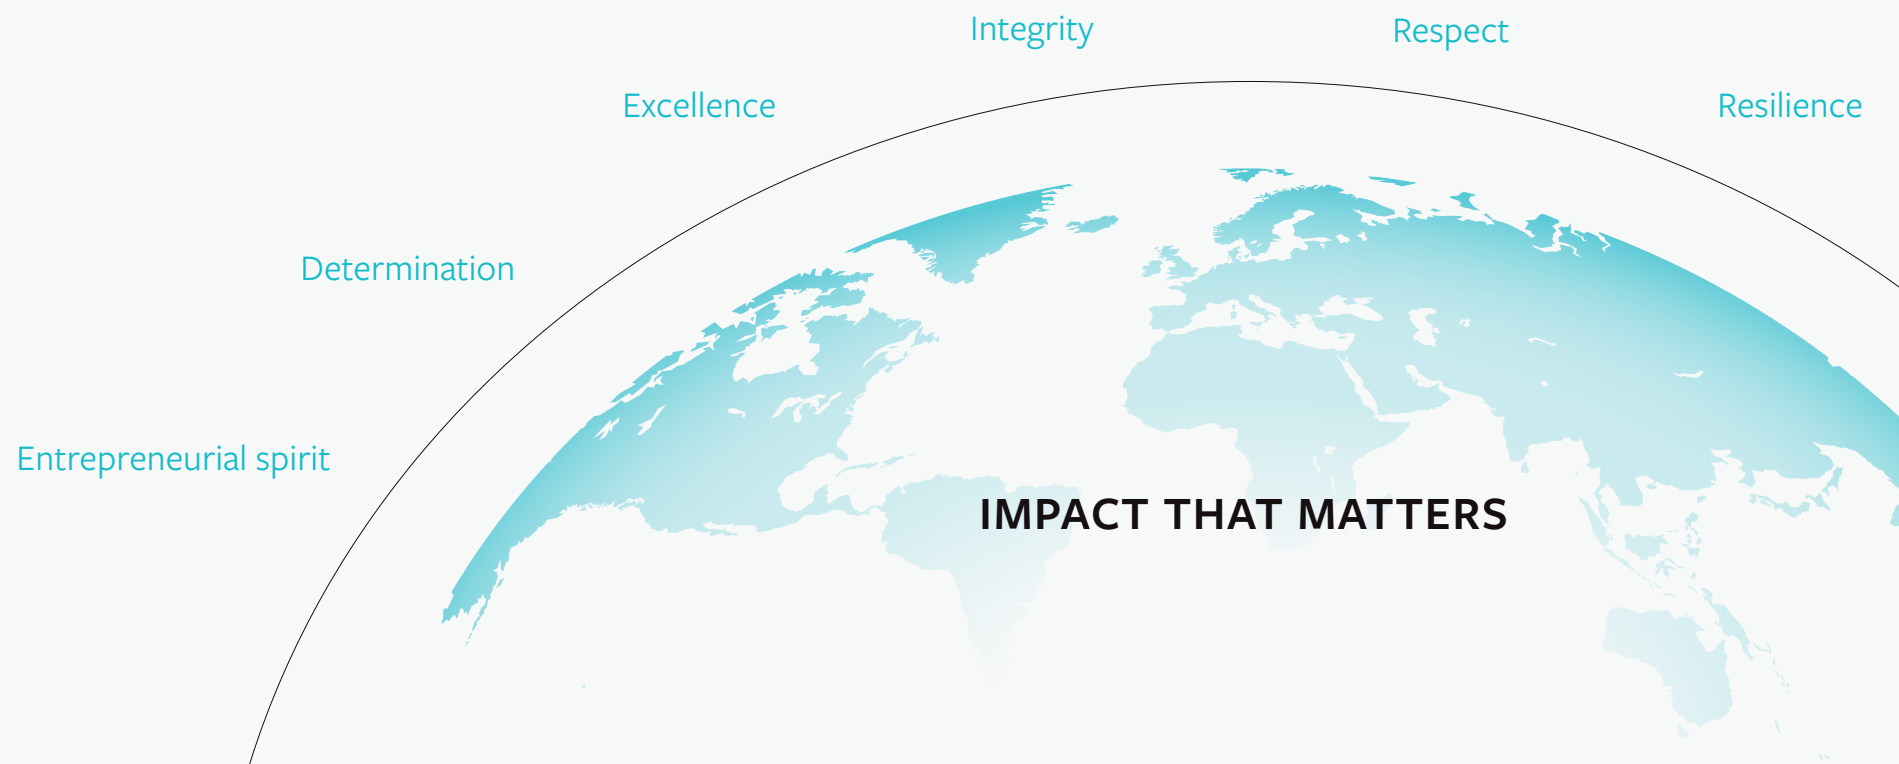 Integrity
Respect
Excellence
Resilience
Determination
Entrepreneurial spirit
IMPACT THAT MATTERS